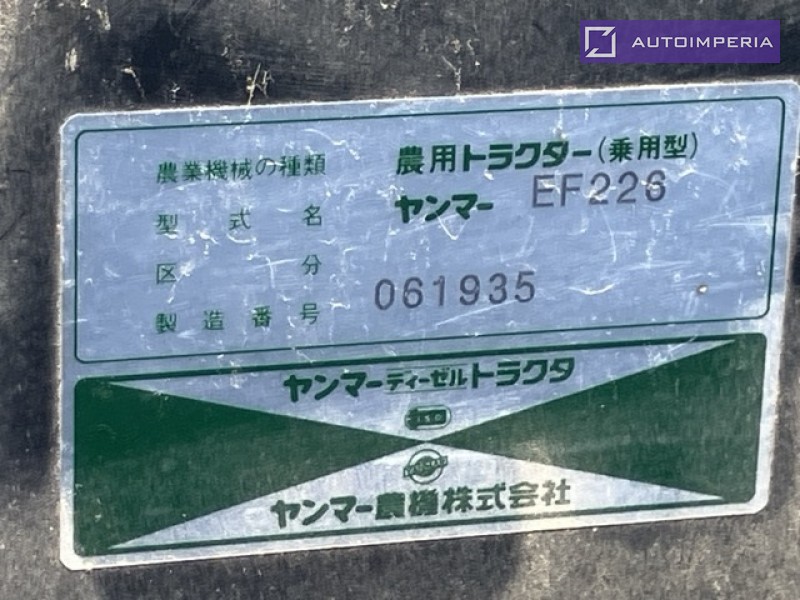 AUTOIMPERIA
農業機械の種類 農用トラクター(乗用型)
型式名 ヤンマー EF226
区分
製造番号 061935
ヤンマーディーゼルトラクタ
ヤンマー農機株式会社